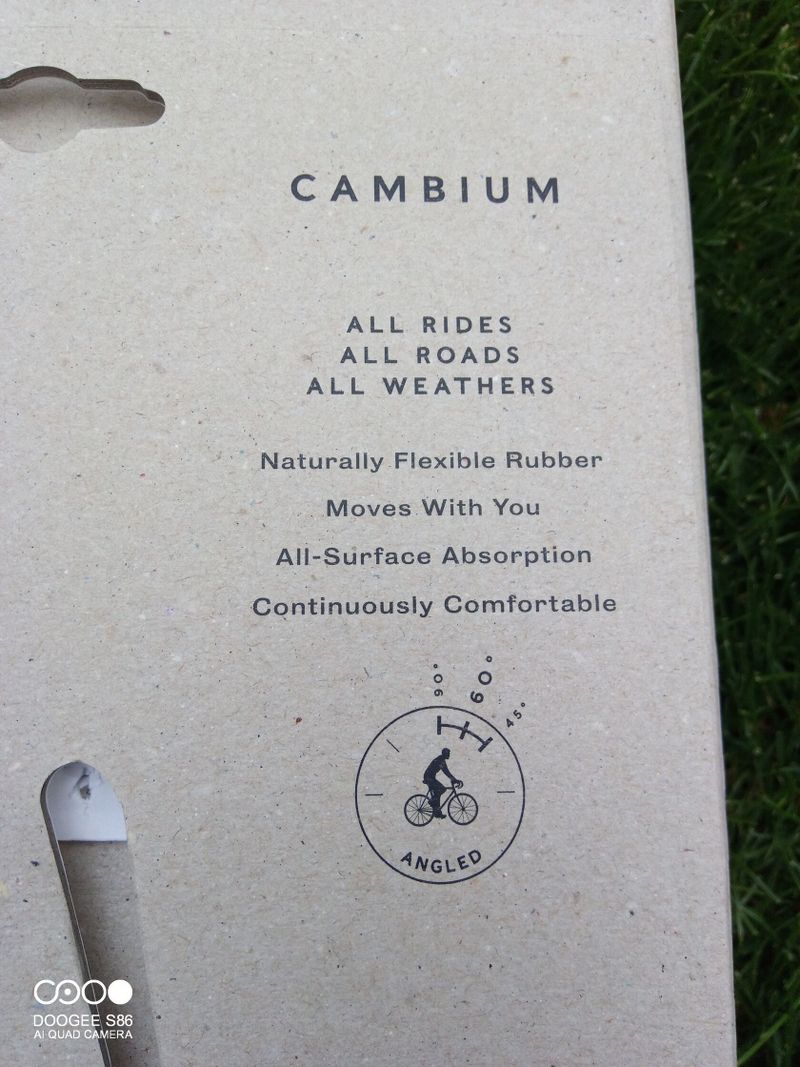 CAMBIUM
ALL RIDES
ALL ROADS
ALL WEATHERS
Naturally Flexible Rubber
Moves With You
All-Surface Absorption
Continuously Comfortable
90°
60°
45°
ANGLED
DOOGEE S86
AI QUAD CAMERA